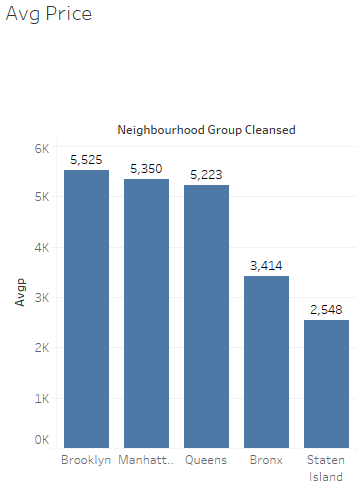 Avg Price
Neighbourhood Group Cleansed
6K
5K
4K
3K
2K
1K
0K
Avgp
5,525
5,350
5,223
3,414
2,548
Brooklyn
Manhatt..
Queens
Bronx
Staten
Island